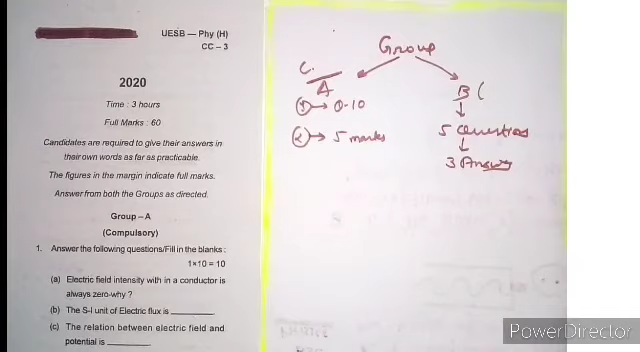 UESB — Phy (H)
CC – 3
2020
Time : 3 hours
Full Marks : 60
Candidates are required to give their answers in
their own words as far as practicable.
The figures in the margin indicate full marks.
Answer from both the Groups as directed.
Group – A
(Compulsory)
1. Answer the following questions/Fill in the blanks :
1×10 = 10
(a) Electric field intensity with in a conductor is
always zero-why ?
(b) The S-I unit of Electric flux is
(c) The relation between electric field and
potential is
Group
C.
A
B (
① → Q-10
② → 5 marks
5 Questions
3 Answer
PowerDirector